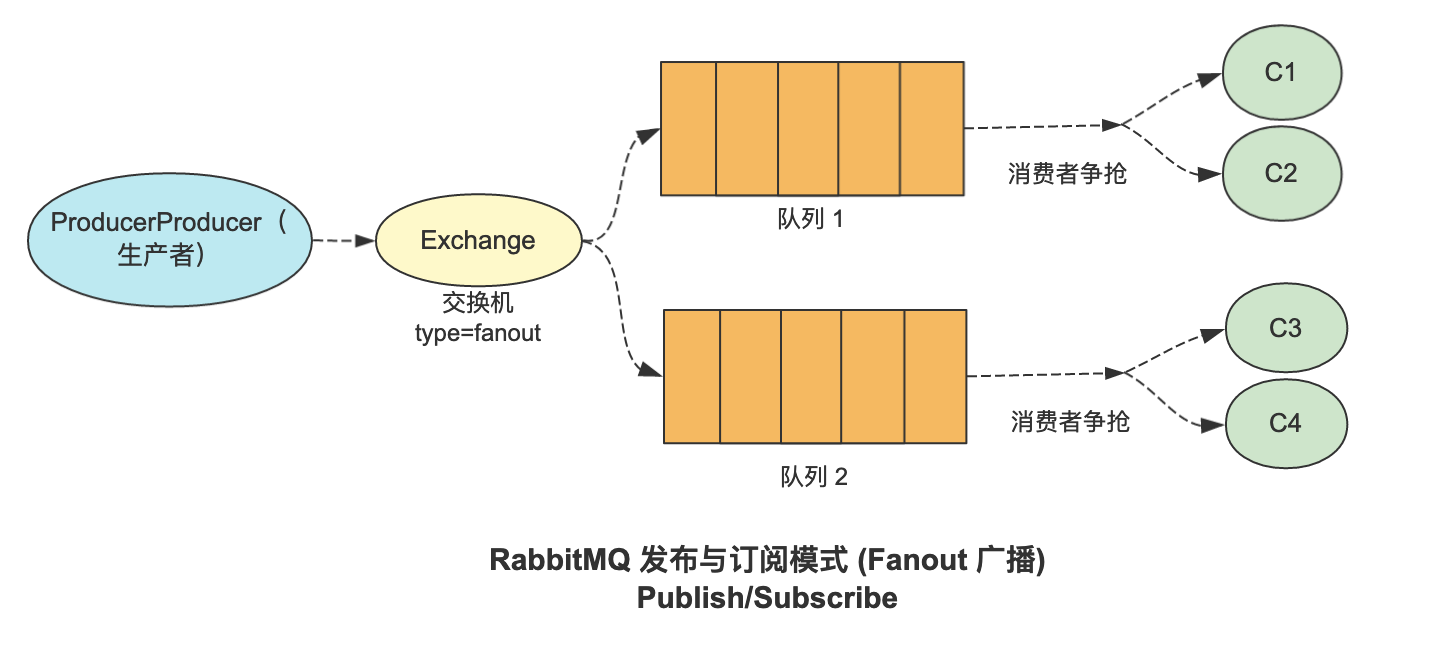 ProducerProducer（
生产者）
Exchange
交换机
type=fanout
队列 1
消费者争抢
C1
C2
队列 2
消费者争抢
C3
C4
RabbitMQ 发布与订阅模式 (Fanout 广播)
Publish/Subscribe